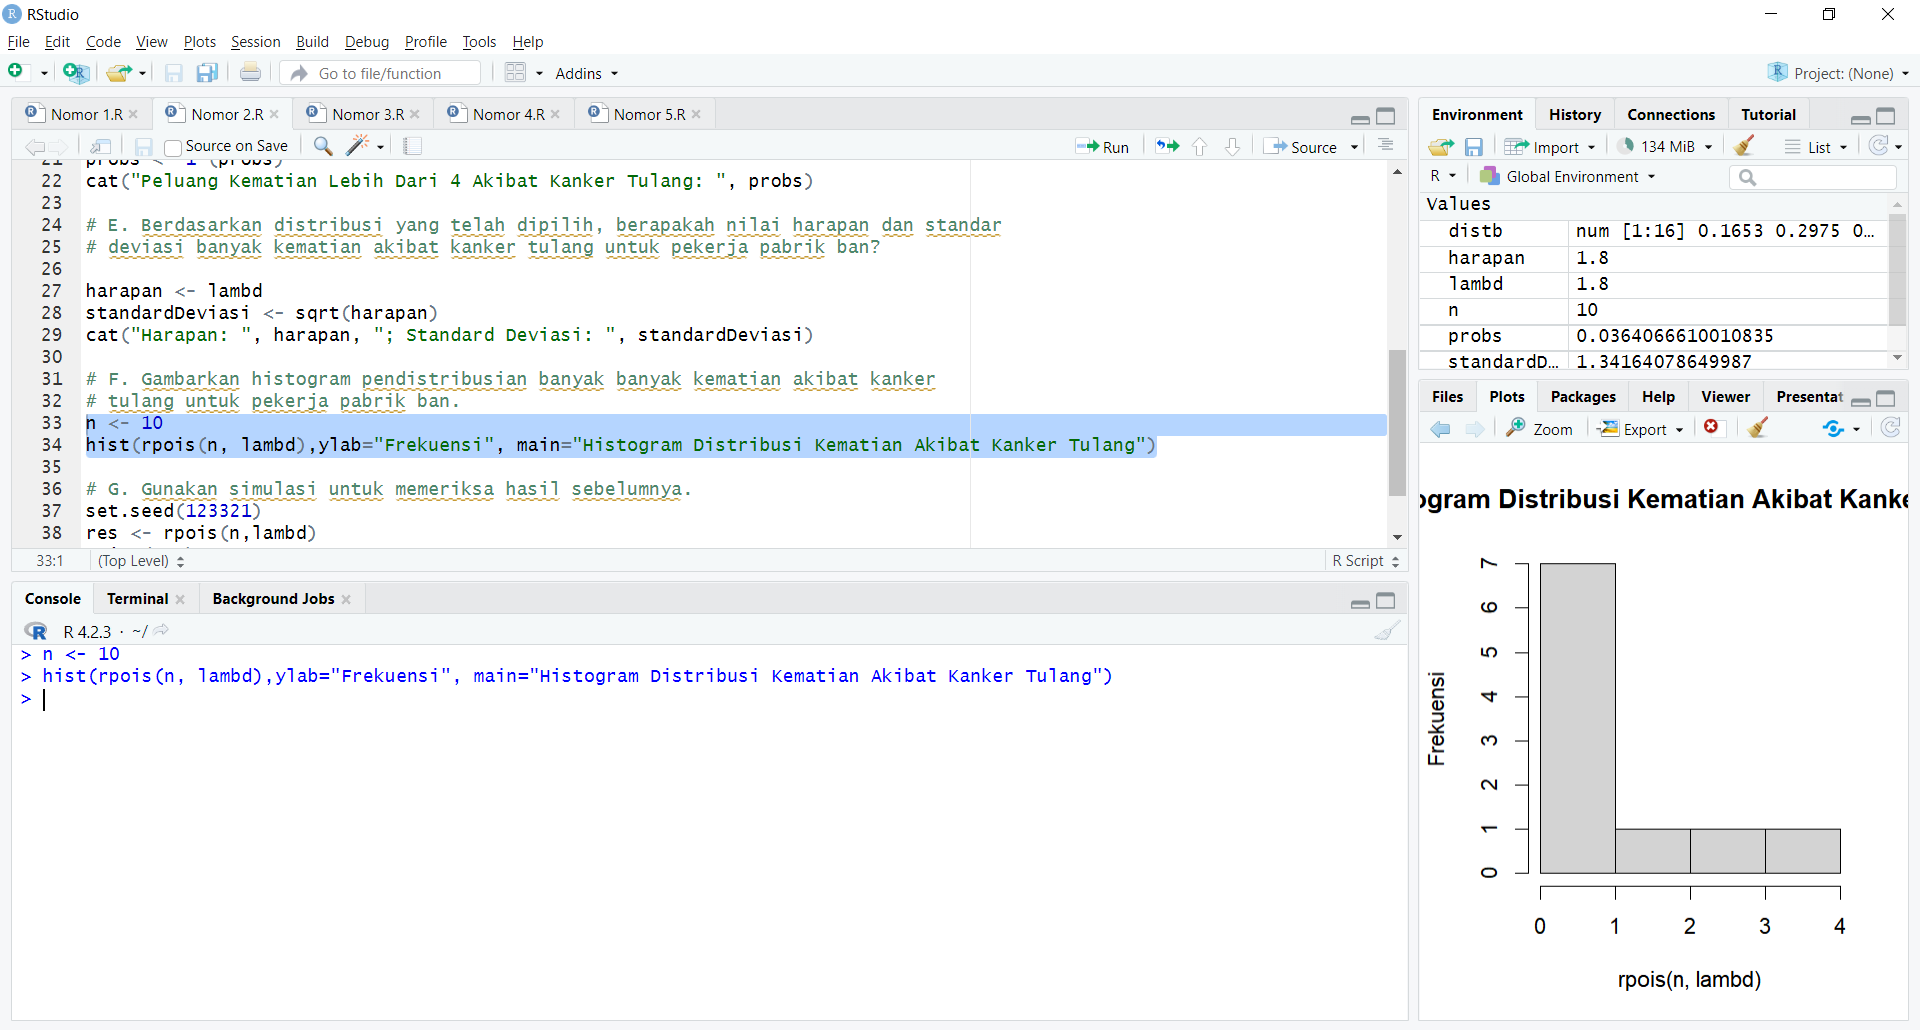 RStudio
File Edit Code View Plots Session Build Debug Profile Tools Help
Go to file/function Addins Project: (None)
Nomor 1.R Nomor 2.R Nomor 3.R Nomor 4.R Nomor 5.R
Source on Save Run Source
21 probs <- 1-(probs)
22 cat("Peluang Kematian Lebih Dari 4 Akibat Kanker Tulang: ", probs)
23
24 # E. Berdasarkan distribusi yang telah dipilih, berapakah nilai harapan dan standar
25 # deviasi banyak kematian akibat kanker tulang untuk pekerja pabrik ban?
26
27 harapan <- lambd
28 standardDeviasi <- sqrt(harapan)
29 cat("Harapan: ", harapan, "; Standard Deviasi: ", standardDeviasi)
30
31 # F. Gambarkan histogram pendistribusian banyak banyak kematian akibat kanker
32 # tulang untuk pekerja pabrik ban.
33 n <- 10
34 hist(rpois(n, lambd),ylab="Frekuensi", main="Histogram Distribusi Kematian Akibat Kanker Tulang")
35
36 # G. Gunakan simulasi untuk memeriksa hasil sebelumnya.
37 set.seed(123321)
38 res <- rpois(n,lambd)
33:1 (Top Level) R Script
Console Terminal Background Jobs
R 4.2.3 · ~/
> n <- 10
> hist(rpois(n, lambd),ylab="Frekuensi", main="Histogram Distribusi Kematian Akibat Kanker Tulang")
>
Environment History Connections Tutorial
Import 134 MiB List
R Global Environment
Values
distb num [1:16] 0.1653 0.2975 0…
harapan 1.8
lambd 1.8
n 10
probs 0.0364066610010835
standardD… 1.34164078649987
Files Plots Packages Help Viewer Presentat
Zoom Export
ogram Distribusi Kematian Akibat Kanke
Frekuensi
7
6
5
4
3
2
1
0
0 1 2 3 4
rpois(n, lambd)